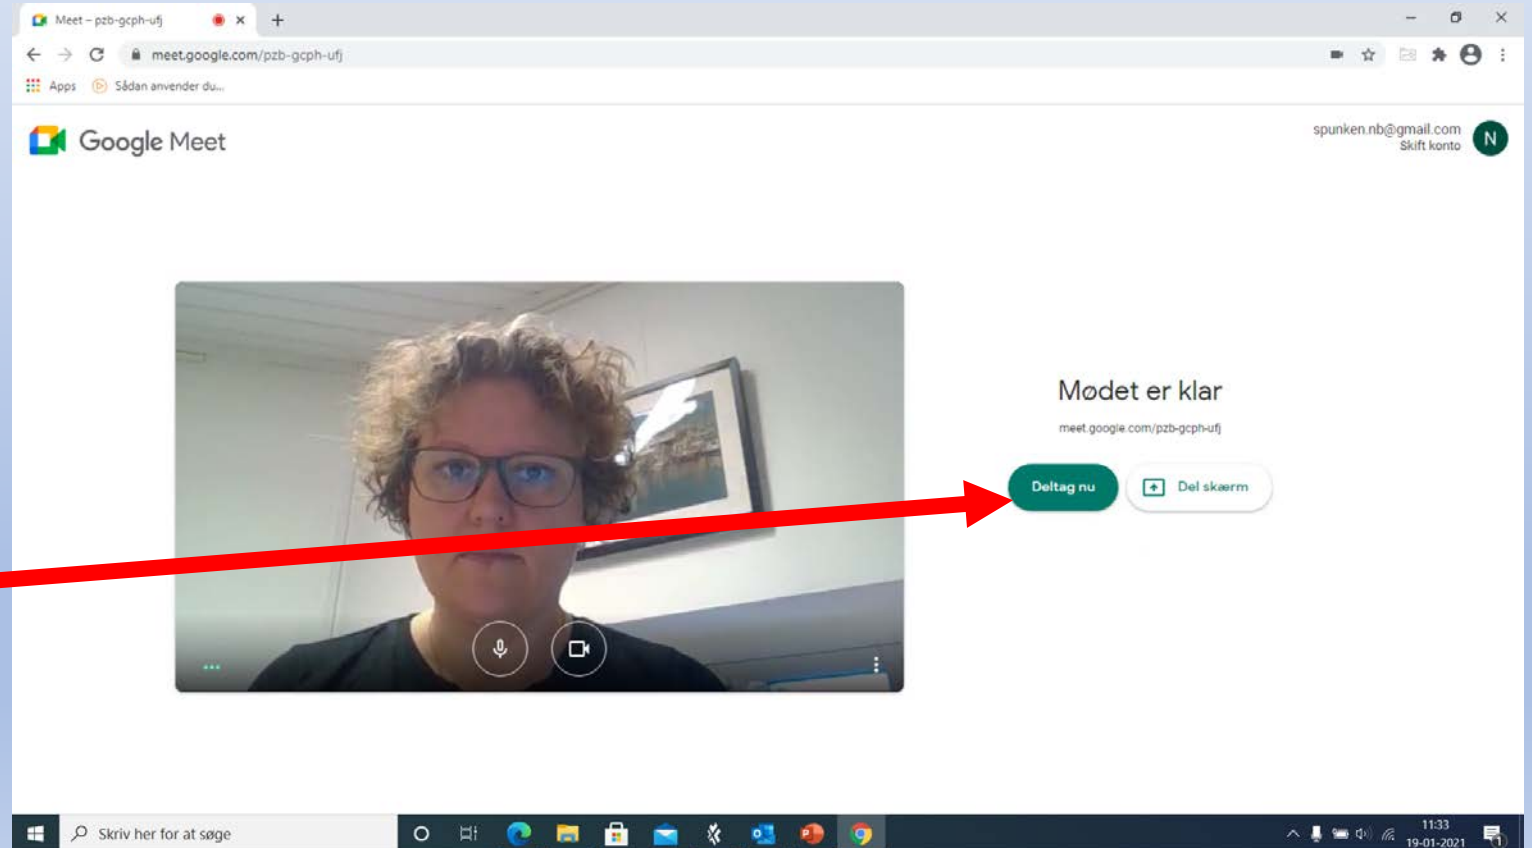 Meet – pzb-gcph-ufj
meet.google.com/pzb-gcph-ufj
Apps
Sådan anvender du...
Google Meet
spunken.nb@gmail.com
Skift konto
N
Mødet er klar
meet.google.com/pzb-gcph-ufj
Deltag nu
Del skærm
Skriv her for at søge
11:33
19-01-2021
1